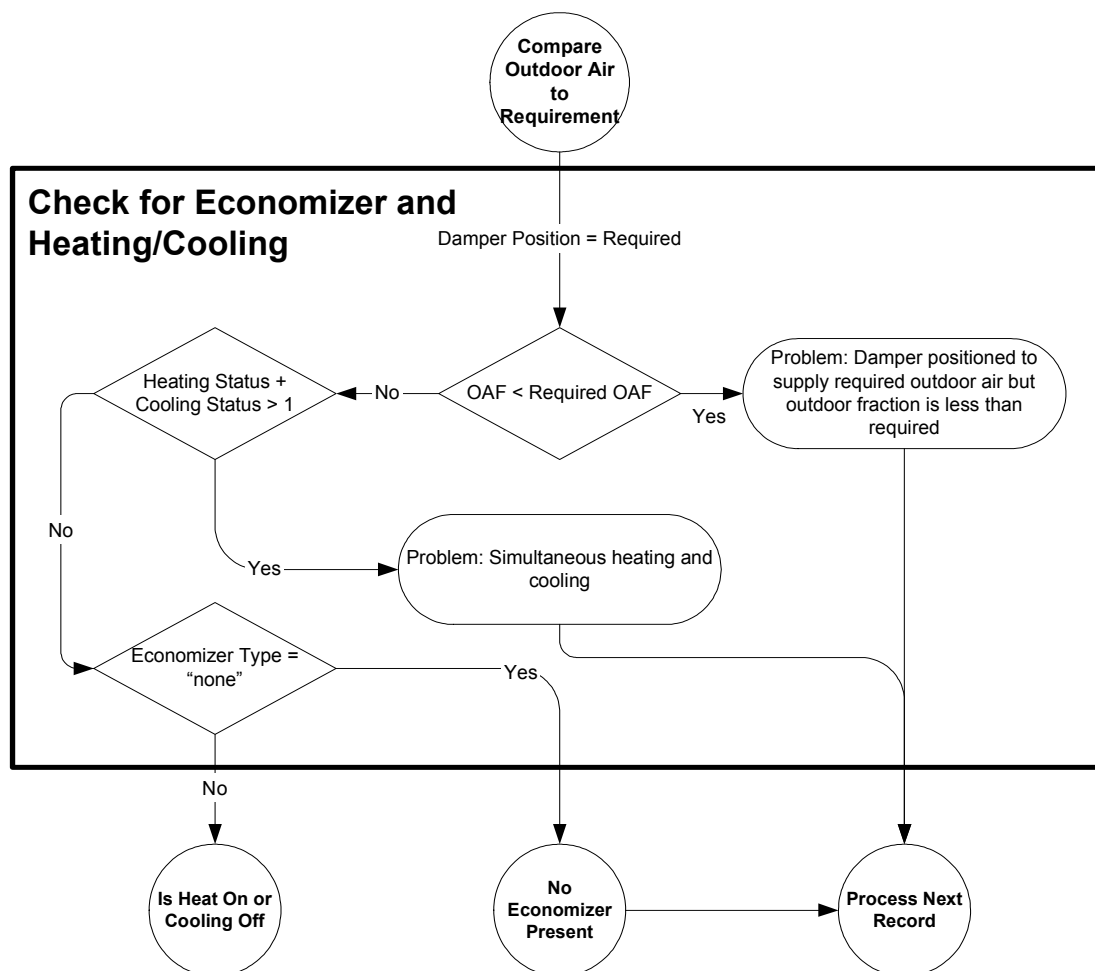 Compare
Outdoor Air
to
Requirement
Check for Economizer and
Heating/Cooling
Damper Position = Required
Heating Status +
Cooling Status > 1
No
OAF < Required OAF
Yes
Problem: Damper positioned to
supply required outdoor air but
outdoor fraction is less than
required
No
Yes
Problem: Simultaneous heating and
cooling
Economizer Type =
“none”
Yes
No
Is Heat On or
Cooling Off
No
Economizer
Present
Process Next
Record